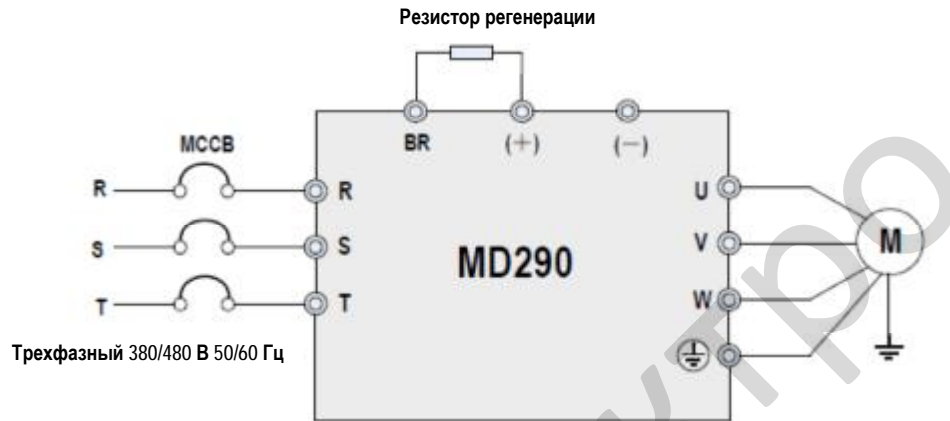 Резистор регенерации
BR (+) (−)
MCCB
R R U
S S V
MD290 M
T T W
Трехфазный 380/480 В 50/60 Гц